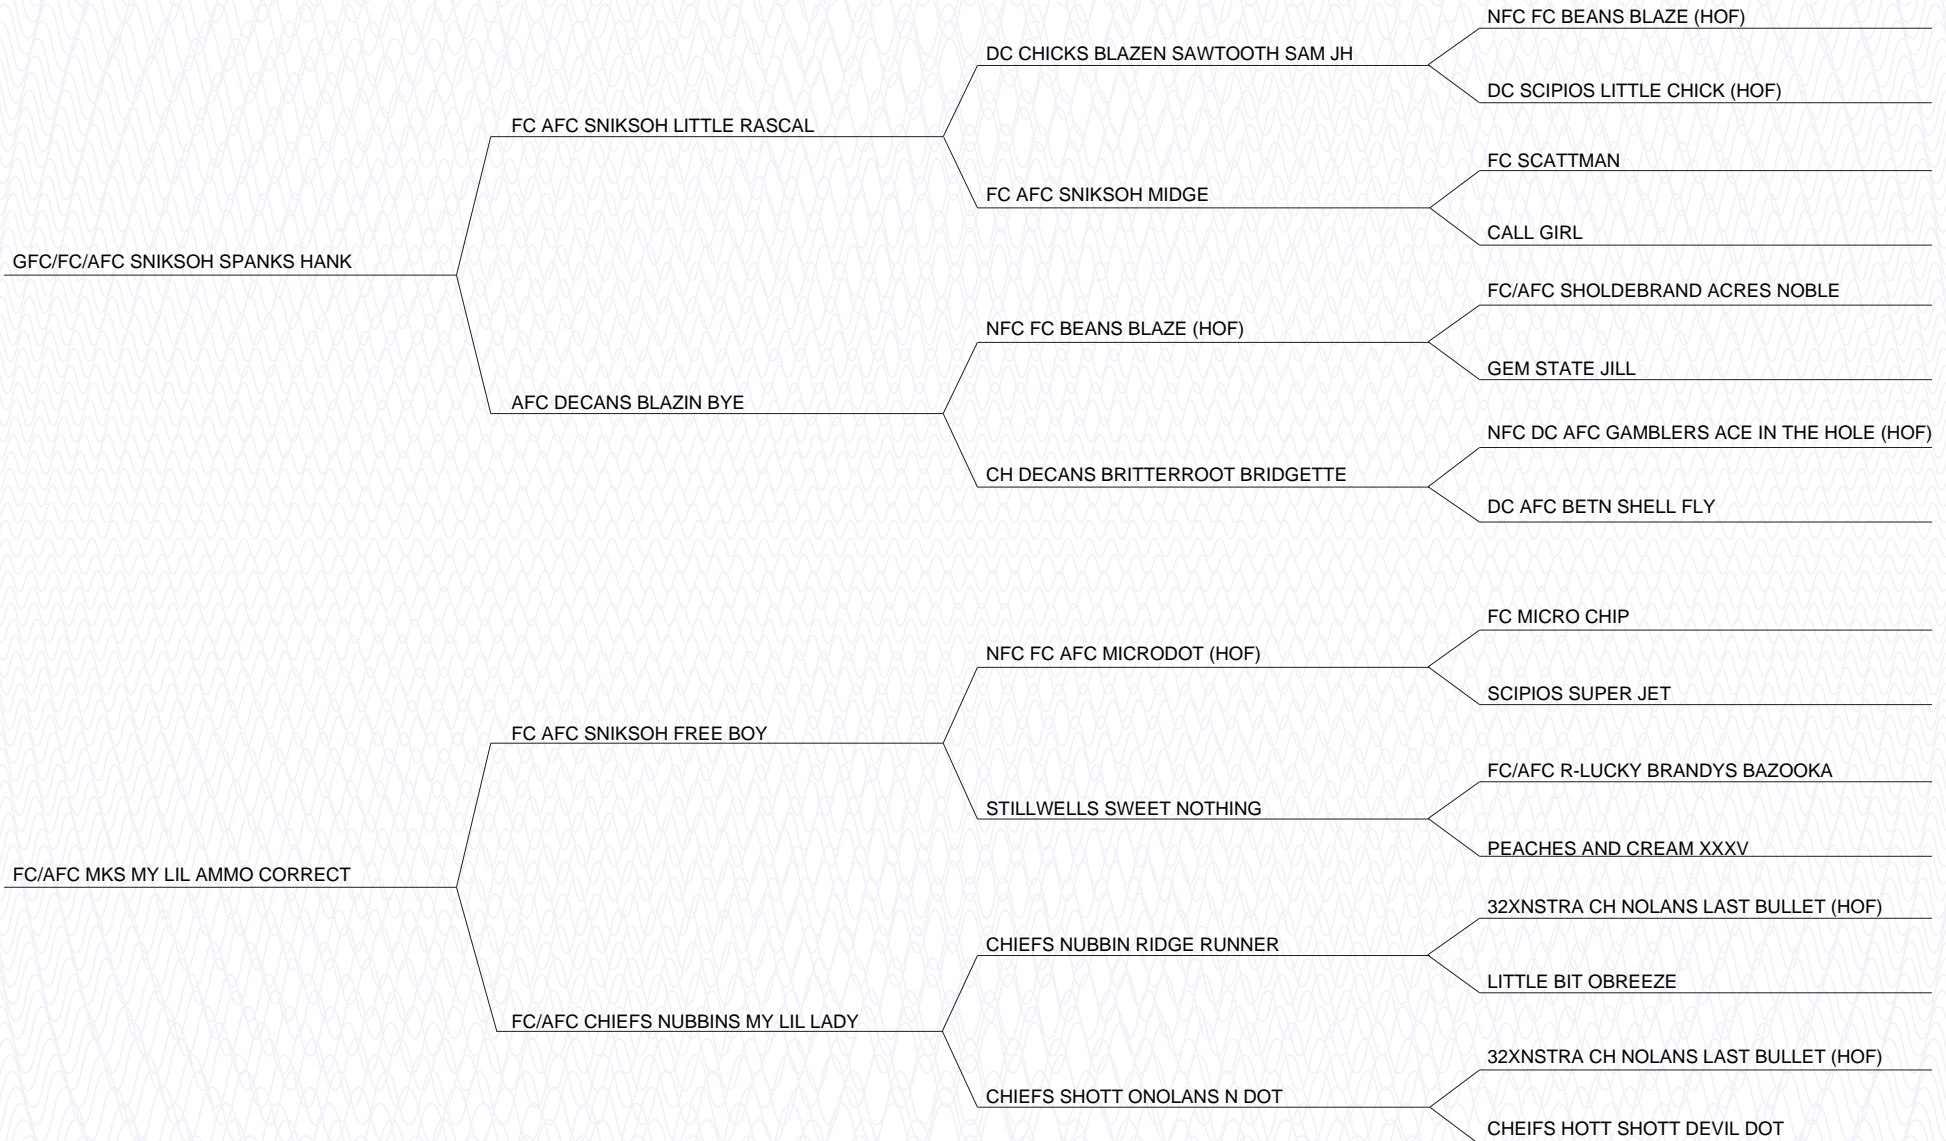 NFC FC BEANS BLAZE (HOF)
DC CHICKS BLAZEN SAWTOOTH SAM JH
DC SCIPIOS LITTLE CHICK (HOF)
FC AFC SNIKSOH LITTLE RASCAL
FC SCATTMAN
FC AFC SNIKSOH MIDGE
CALL GIRL
GFC/FC/AFC SNIKSOH SPANKS HANK
FC/AFC SHOLDEBRAND ACRES NOBLE
NFC FC BEANS BLAZE (HOF)
GEM STATE JILL
AFC DECANS BLAZIN BYE
NFC DC AFC GAMBLERS ACE IN THE HOLE (HOF)
CH DECANS BRITTERROOT BRIDGETTE
DC AFC BETN SHELL FLY
FC MICRO CHIP
NFC FC AFC MICRODOT (HOF)
SCIPIOS SUPER JET
FC AFC SNIKSOH FREE BOY
FC/AFC R-LUCKY BRANDYS BAZOOKA
STILLWELLS SWEET NOTHING
PEACHES AND CREAM XXXV
FC/AFC MKS MY LIL AMMO CORRECT
32XNSTRA CH NOLANS LAST BULLET (HOF)
CHIEFS NUBBIN RIDGE RUNNER
LITTLE BIT OBREEZE
FC/AFC CHIEFS NUBBINS MY LIL LADY
32XNSTRA CH NOLANS LAST BULLET (HOF)
CHIEFS SHOTT ONOLANS N DOT
CHEIFS HOTT SHOTT DEVIL DOT